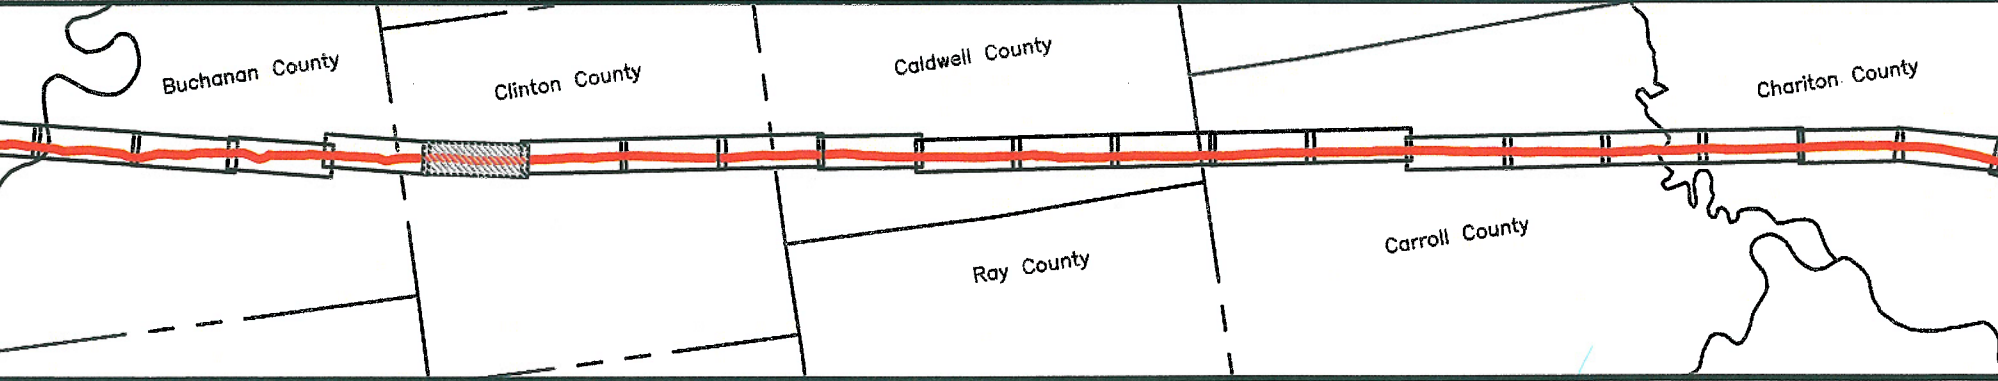 Buchanan County
Clinton County
Caldwell County
Chariton County
Ray County
Carroll County